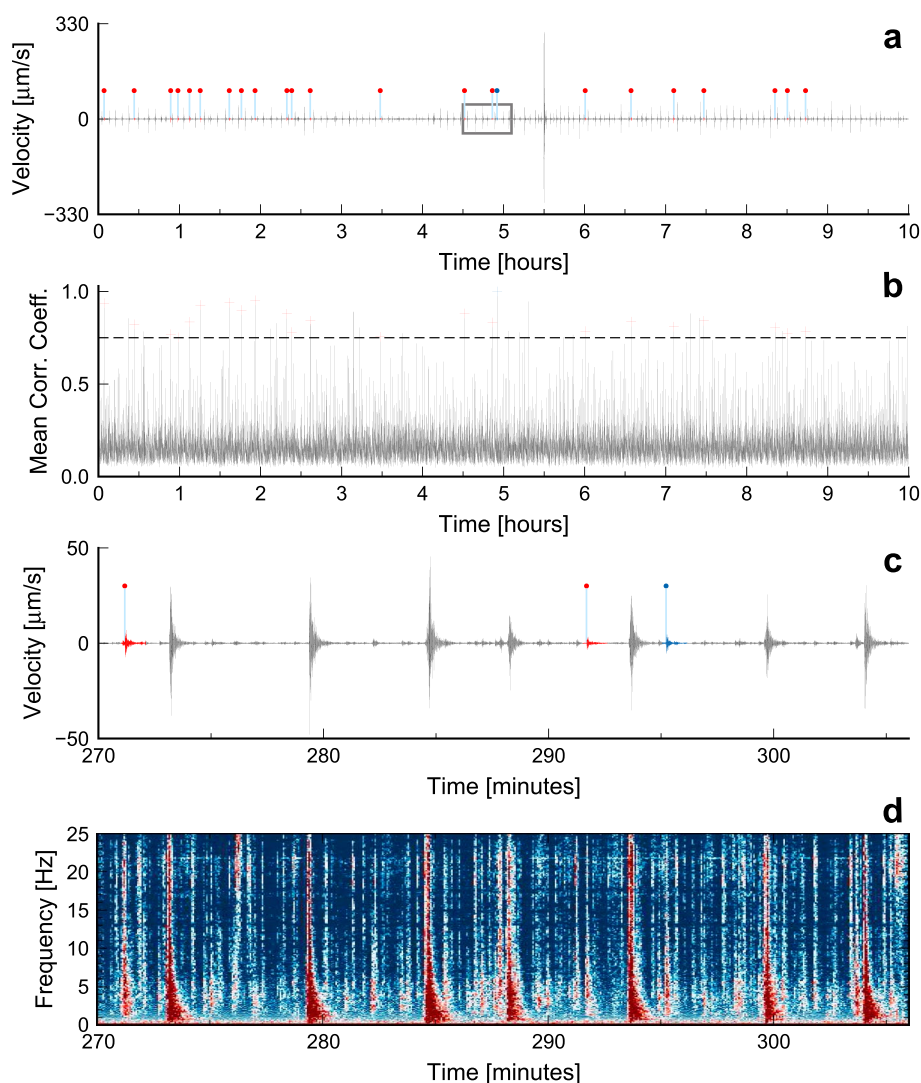 a
330
0
−330
Velocity [μm/s]
0 1 2 3 4 5 6 7 8 9 10
Time [hours]
b
1.0
0.5
0.0
Mean Corr. Coeff.
0 1 2 3 4 5 6 7 8 9 10
Time [hours]
c
50
0
−50
Velocity [μm/s]
270 280 290 300
Time [minutes]
d
25
20
15
10
5
0
Frequency [Hz]
270 280 290 300
Time [minutes]